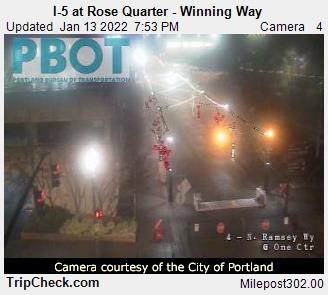 I-5 at Rose Quarter - Winning Way
Updated Jan 13 2022 7:53 PM Camera 4
PBOT
PORTLAND BUREAU OF TRANSPORTATION
4 - N. Ramsey Wy
@ One Ctr
Camera courtesy of the City of Portland
TripCheck.com Milepost302.00